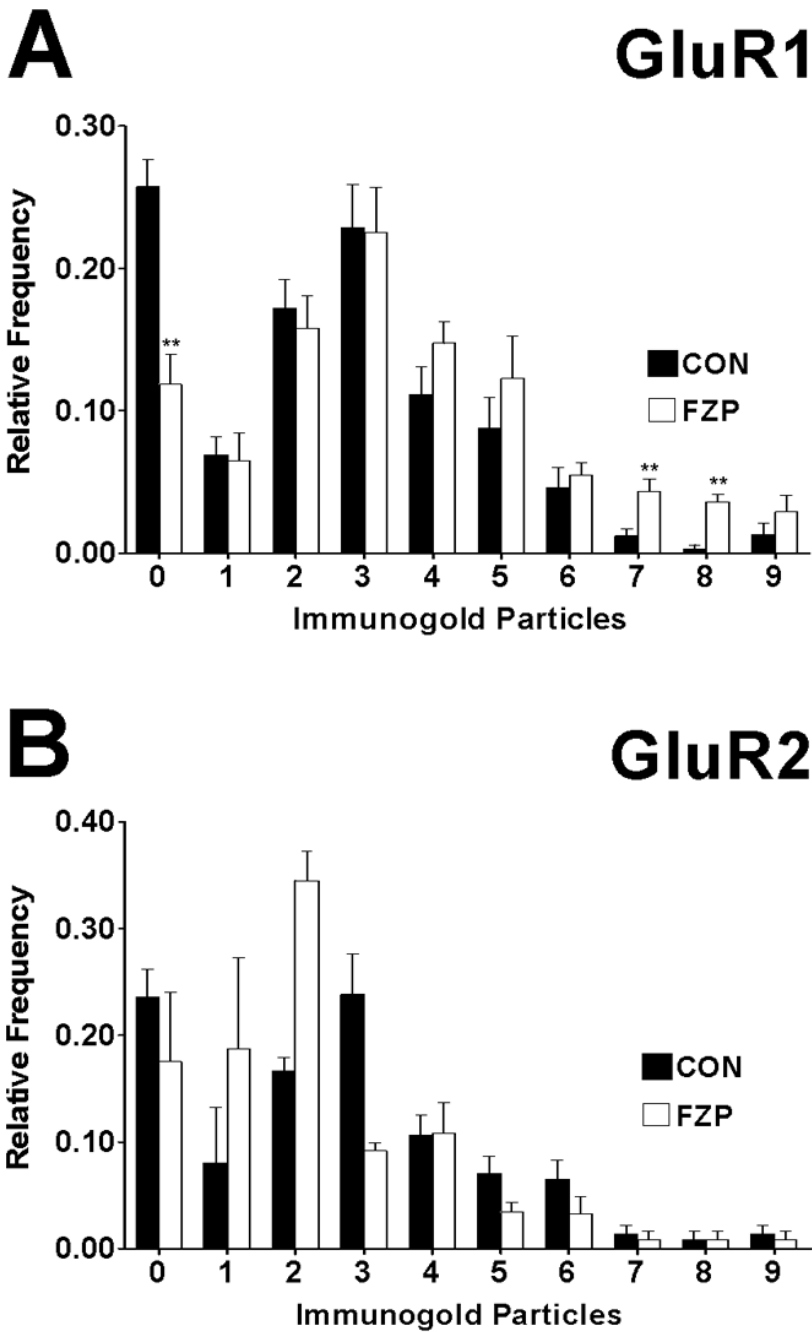 A GluR1
Relative Frequency
0.30
0.20
0.10
0.00
**
**
**
CON
FZP
0 1 2 3 4 5 6 7 8 9
Immunogold Particles
B GluR2
Relative Frequency
0.40
0.30
0.20
0.10
0.00
CON
FZP
0 1 2 3 4 5 6 7 8 9
Immunogold Particles